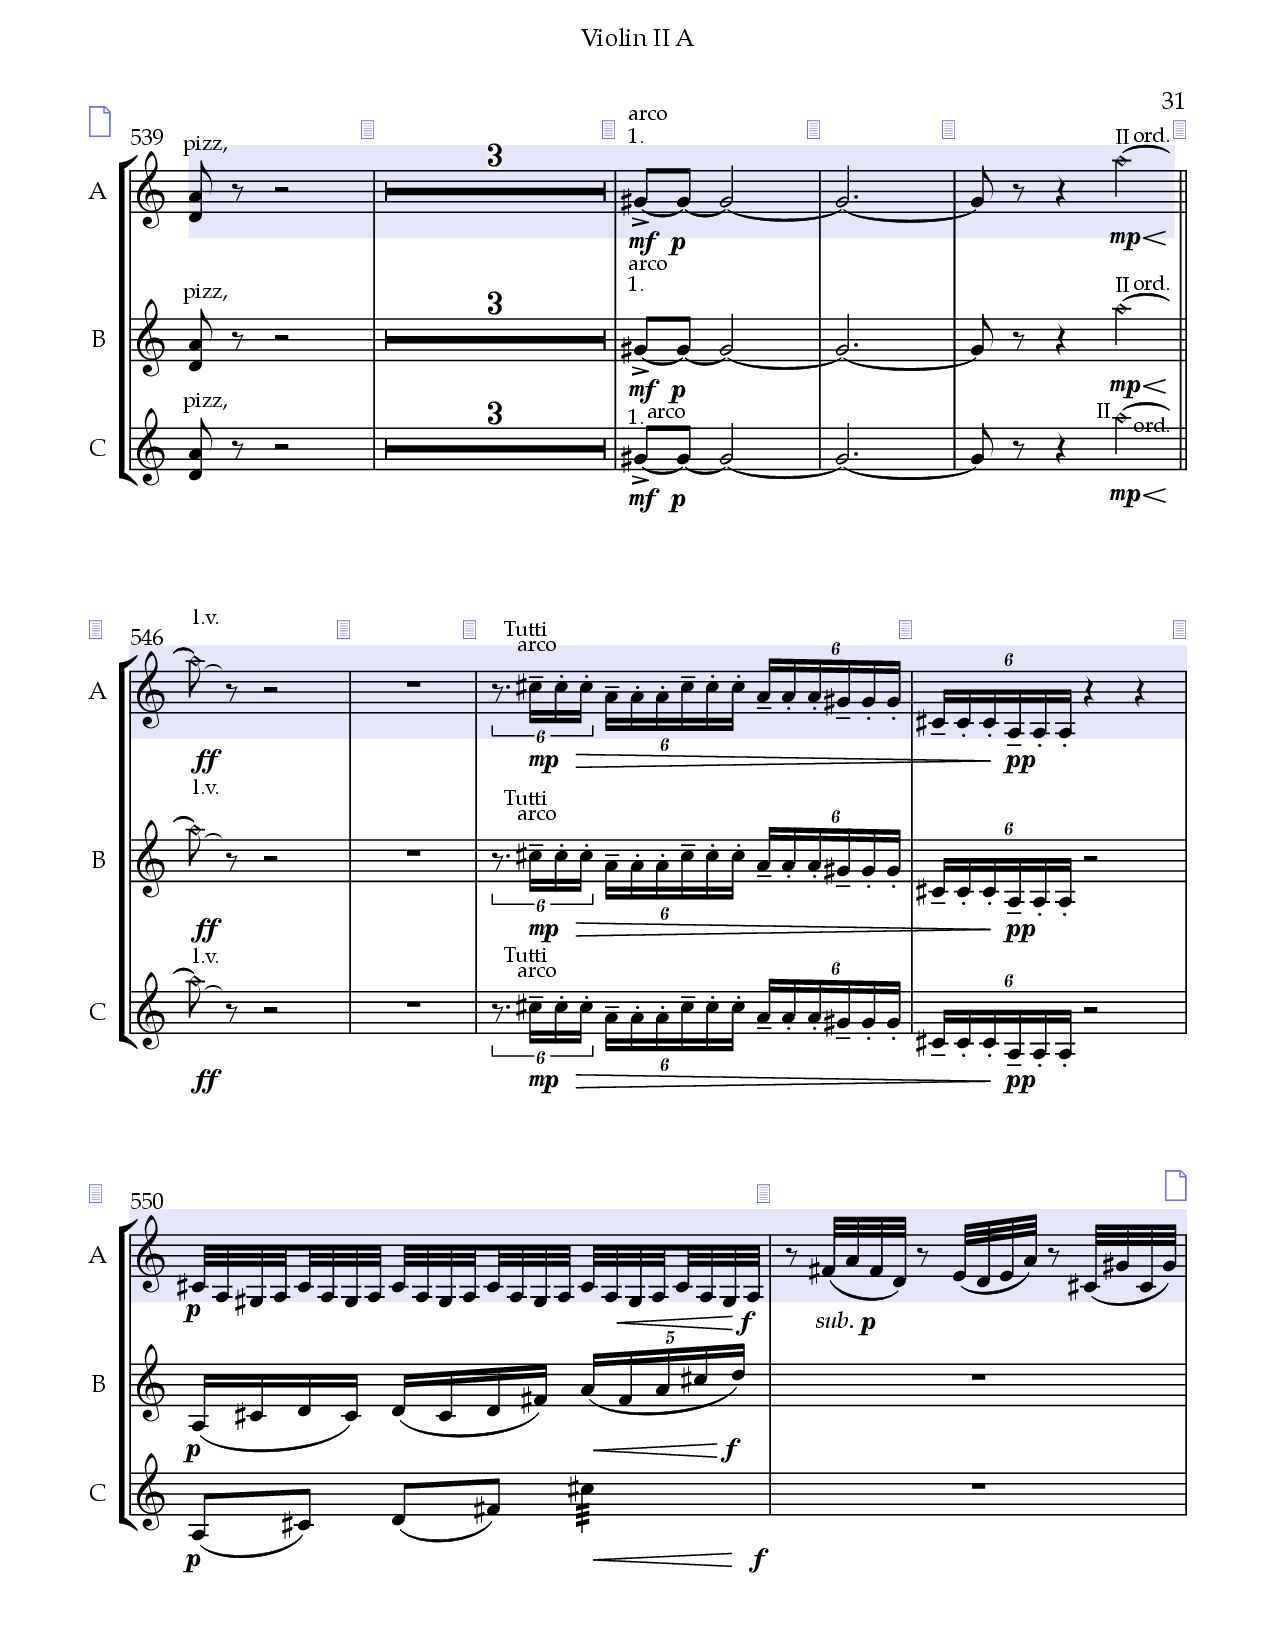 Violin II A
31
539
pizz,
3
arco
1.
II ord.
A
mf p
mp
pizz,
3
arco
1.
II ord.
B
mf p
mp
pizz,
3
1. arco
II
ord.
C
mf p
mp
546
l.v.
Tutti
arco
6
6
A
6
6
ff
mp
pp
l.v.
Tutti
arco
6
6
B
6
6
ff
mp
pp
l.v.
Tutti
arco
6
6
C
6
6
ff
mp
pp
550
A
p
f
sub. p
5
B
p
f
C
p
f